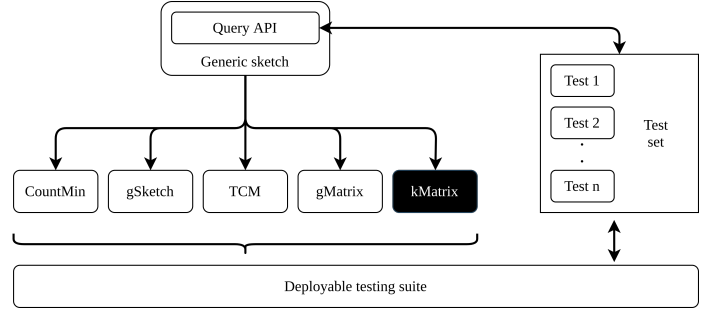 Query API
Generic sketch
Test 1
Test 2
Test
set
Test n
CountMin
gSketch
TCM
gMatrix
kMatrix
Deployable testing suite